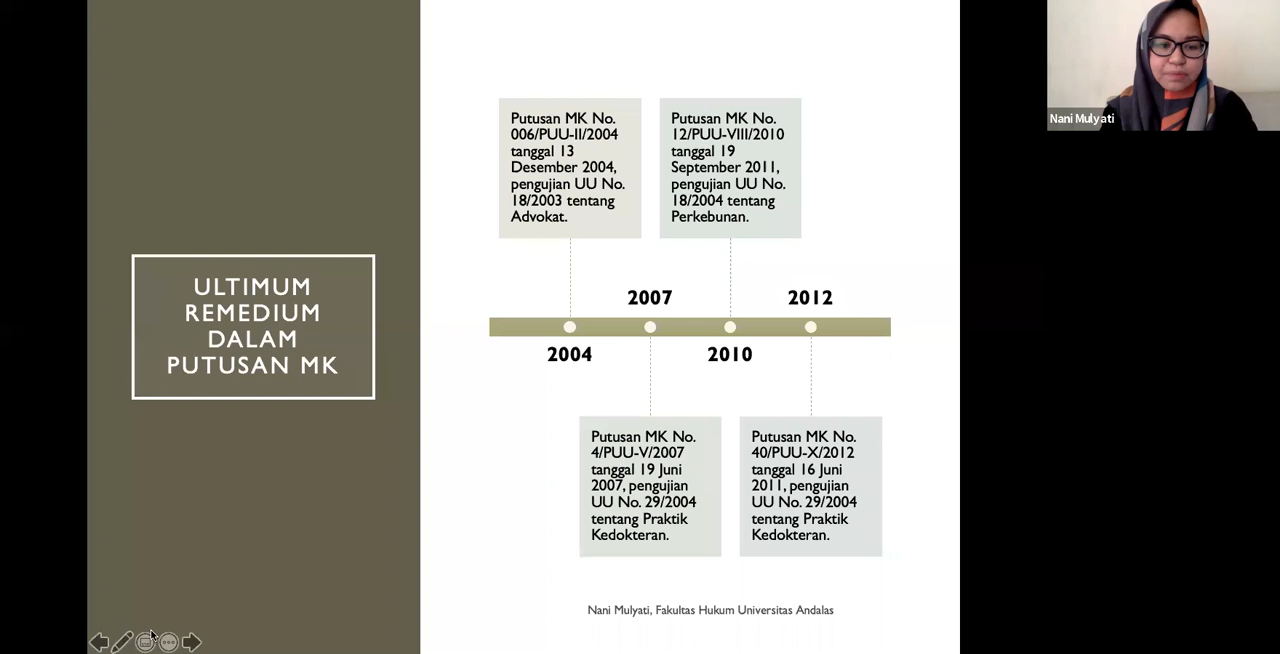 ULTIMUM
REMEDIUM
DALAM
PUTUSAN MK
Putusan MK No.
006/PUU-II/2004
tanggal 13
Desember 2004,
pengujian UU No.
18/2003 tentang
Advokat.
Putusan MK No.
12/PUU-VIII/2010
tanggal 19
September 2011,
pengujian UU No.
18/2004 tentang
Perkebunan.
2007
2012
2004
2010
Putusan MK No.
4/PUU-V/2007
tanggal 19 Juni
2007, pengujian
UU No. 29/2004
tentang Praktik
Kedokteran.
Putusan MK No.
40/PUU-X/2012
tanggal 16 Juni
2011, pengujian
UU No. 29/2004
tentang Praktik
Kedokteran.
Nani Mulyati, Fakultas Hukum Universitas Andalas
Nani Mulyati